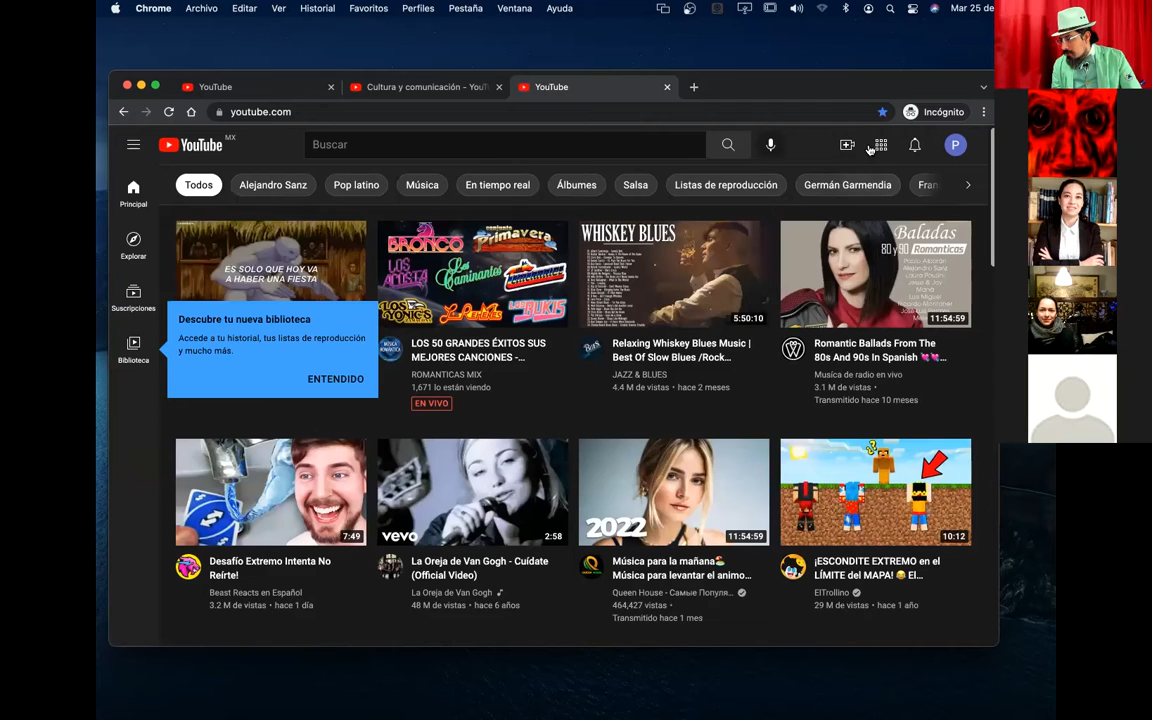 Chrome Archivo Editar Ver Historial Favoritos Perfiles Pestaña Ventana Ayuda Mar 25 de
YouTube Cultura y comunicación - YouT YouTube
youtube.com Incógnito
YouTube MX Buscar P
Todos Alejandro Sanz Pop latino Música En tiempo real Álbumes Salsa Listas de reproducción Germán Garmendia Fran
Principal
Explorar
Suscripciones
Biblioteca
ES SOLO QUE HOY VA
A HABER UNA FIESTA
Descubre tu nueva biblioteca
Accede a tu historial, tus listas de reproducción
y mucho más.
ENTENDIDO
BRONCO
conjunto
Primavera
LOS
ACOSTA
Los
Caminantes
LOS
YONIC'S
LOS BUKIS
LOS 50 GRANDES ÉXITOS SUS
MEJORES CANCIONES -...
ROMANTICAS MIX
1,671 lo están viendo
EN VIVO
WHISKEY BLUES
5:50:10
Relaxing Whiskey Blues Music |
Best Of Slow Blues /Rock...
JAZZ & BLUES
4.4 M de vistas • hace 2 meses
Baladas
80 y 90 Romanticas
11:54:59
Romantic Ballads From The
80s And 90s In Spanish 💘💘...
Musíca de radio en vivo
3.1 M de vistas •
Transmitido hace 10 meses
7:49
Desafío Extremo Intenta No
Reírte!
Beast Reacts en Español
3.2 M de vistas • hace 1 día
vevo
2:58
La Oreja de Van Gogh - Cuídate
(Official Video)
La Oreja de Van Gogh
48 M de vistas • hace 6 años
2022
11:54:59
Música para la mañana🏖️
Música para levantar el animo...
Queen House - Самые Популя...
464,427 vistas •
Transmitido hace 1 mes
10:12
¡ESCONDITE EXTREMO en el
LÍMITE del MAPA! 😂 El...
ElTrollino
29 M de vistas • hace 1 año